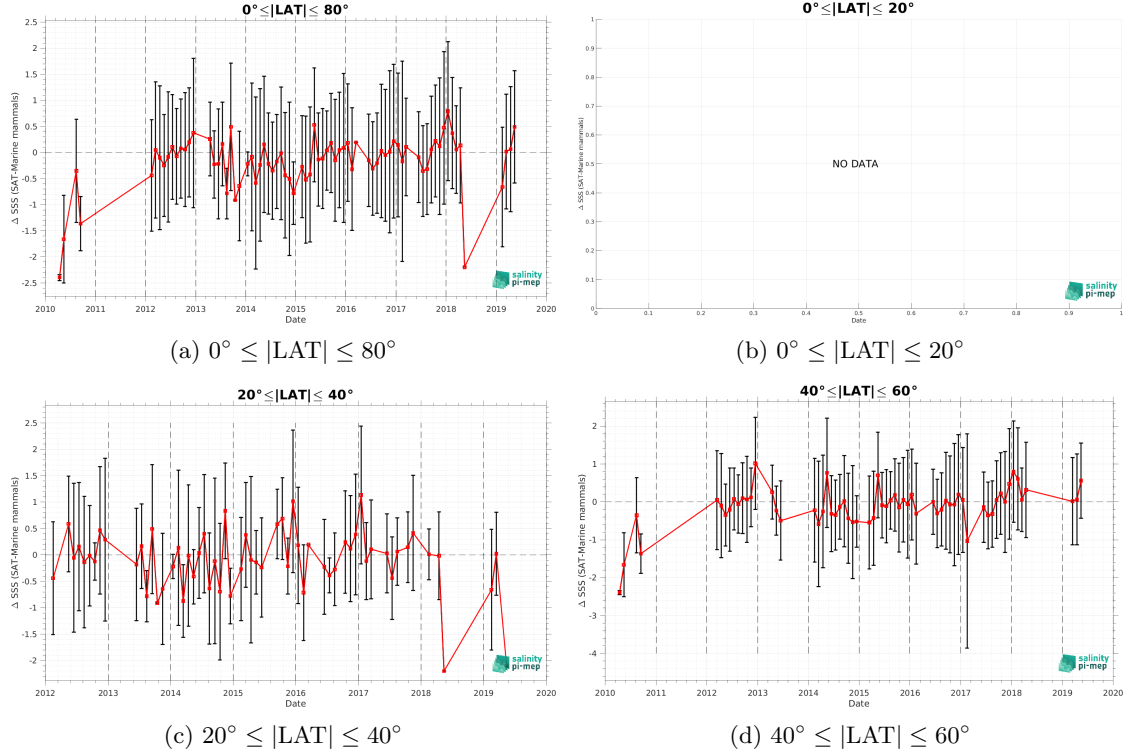 0°≤|LAT|≤ 80°
2.5
2
1.5
1
0.5
0
-0.5
-1
-1.5
-2
-2.5
Δ SSS (SAT-Marine mammals)
2010 2011 2012 2013 2014 2015 2016 2017 2018 2019 2020
Date
salinity
pi-mep
(a) 0° ≤ |LAT| ≤ 80°
0°≤|LAT|≤ 20°
1
0.9
0.8
0.7
0.6
0.5
0.4
0.3
0.2
0.1
0
Δ SSS (SAT-Marine mammals)
NO DATA
0 0.1 0.2 0.3 0.4 0.5 0.6 0.7 0.8 0.9 1
Date
salinity
pi-mep
(b) 0° ≤ |LAT| ≤ 20°
20°≤|LAT|≤ 40°
2.5
2
1.5
1
0.5
0
-0.5
-1
-1.5
-2
Δ SSS (SAT-Marine mammals)
2012 2013 2014 2015 2016 2017 2018 2019 2020
Date
salinity
pi-mep
(c) 20° ≤ |LAT| ≤ 40°
40°≤|LAT|≤ 60°
2
1
0
-1
-2
-3
-4
Δ SSS (SAT-Marine mammals)
2010 2011 2012 2013 2014 2015 2016 2017 2018 2019 2020
Date
salinity
pi-mep
(d) 40° ≤ |LAT| ≤ 60°